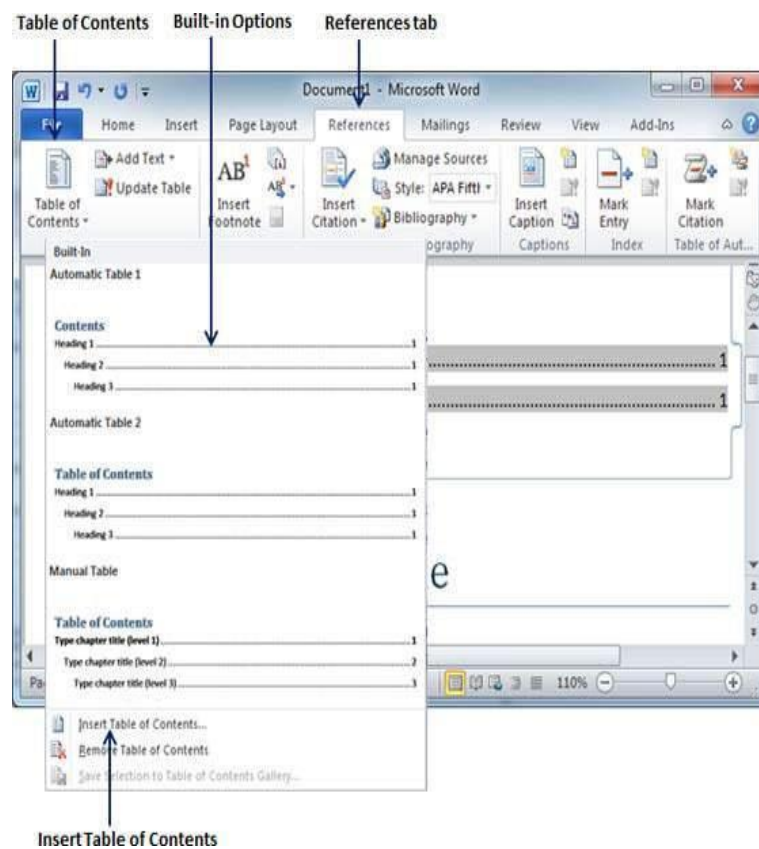 Table of Contents Built-in Options References tab
Document1 - Microsoft Word
File Home Insert Page Layout References Mailings Review View Add-Ins
Add Text
Update Table
Table of Contents
AB1
Insert Footnote
AB
Insert Citation
Manage Sources
Style: APA Fifth
Bibliography
Insert Caption
Mark Entry
Mark Citation
ography Captions Index Table of Aut...
Built-In
Automatic Table 1
Contents
Heading 1 1
Heading 2 1
Heading 3 1
1
1
Automatic Table 2
Table of Contents
Heading 1 1
Heading 2 1
Heading 3 1
Manual Table
e
Table of Contents
Type chapter title (level 1) 1
Type chapter title (level 2) 2
Type chapter title (level 3) 3
Pa 110%
Insert Table of Contents...
Remove Table of Contents
Save Selection to Table of Contents Gallery...
Insert Table of Contents